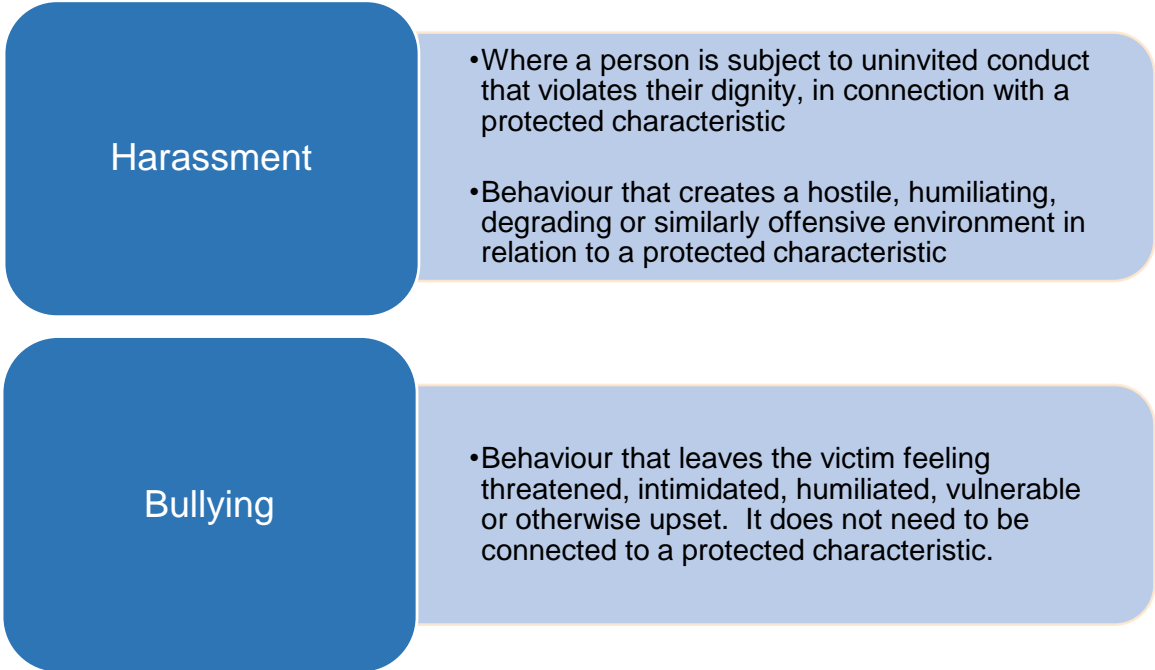 Harassment
•Where a person is subject to uninvited conduct
that violates their dignity, in connection with a
protected characteristic
•Behaviour that creates a hostile, humiliating,
degrading or similarly offensive environment in
relation to a protected characteristic
Bullying
•Behaviour that leaves the victim feeling
threatened, intimidated, humiliated, vulnerable
or otherwise upset.  It does not need to be
connected to a protected characteristic.